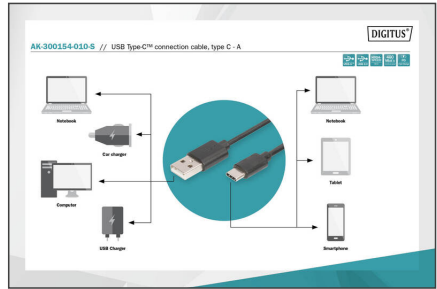 DIGITUS®
AK-300154-010-S // USB Type-C™ connection cable, type C - A
Notebook
Car charger
Computer
USB Charger
Notebook
Tablet
Smartphone